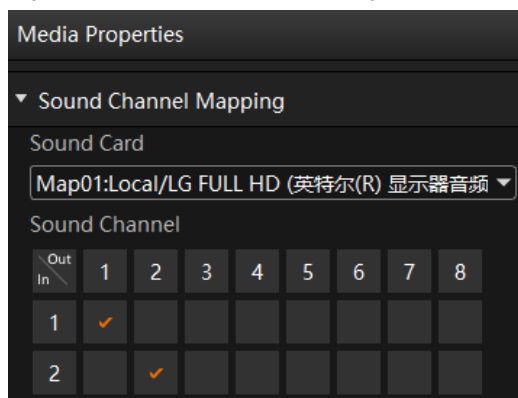 Media Properties
Sound Channel Mapping
Sound Card
Map01:Local/LG FULL HD (英特尔(R) 显示器音频
Sound Channel
Out
In 1 2 3 4 5 6 7 8
1
2